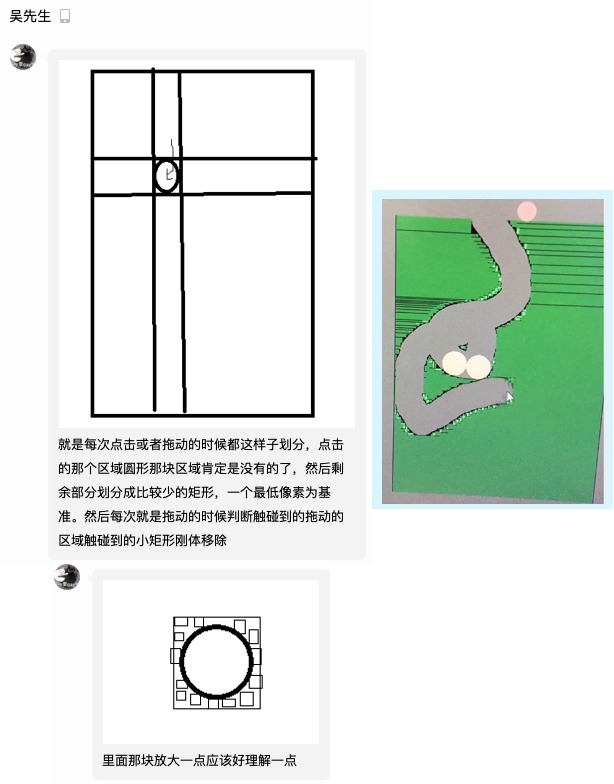 吴先生
就是每次点击或者拖动的时候都这样子划分，点击
的那个区域圆形那块区域肯定是没有的了，然后剩
余部分划分成比较少的矩形，一个最低像素为基
准。然后每次就是拖动的时候判断触碰到的拖动的
区域触碰到的小矩形刚体移除
里面那块放大一点应该好理解一点